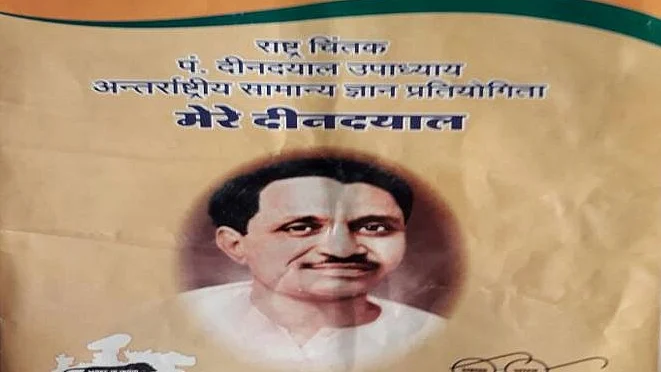 राष्ट्र चिंतक
पं. दीनदयाल उपाध्याय
अन्तर्राष्ट्रीय सामान्य ज्ञान प्रतियोगिता
मेरे दीनदयाल